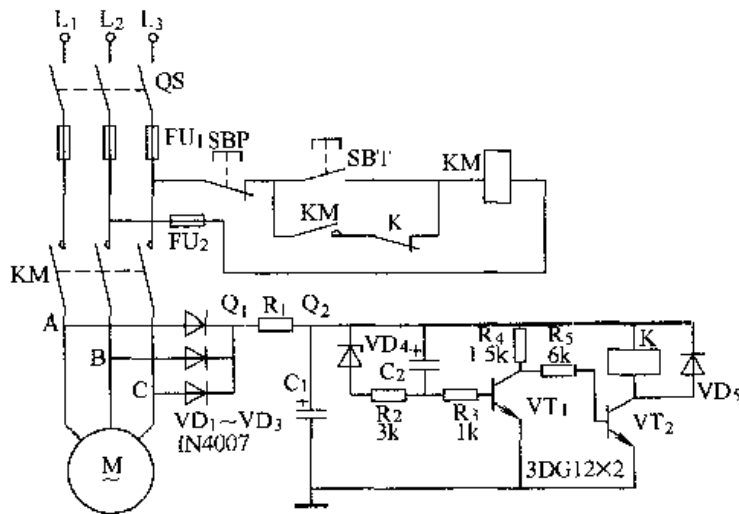 L1 L2 L3
QS
FU1
SBP
SBT
KM
KM
K
FU2
KM
A
Q1
R1
Q2
R4
1.5k
R5
6k
K
B
VD4
+
C2
C
C1
+
R2
3k
R3
1k
VT1
VT2
VD5
VD1~VD3
1N4007
M
~
3DG12×2